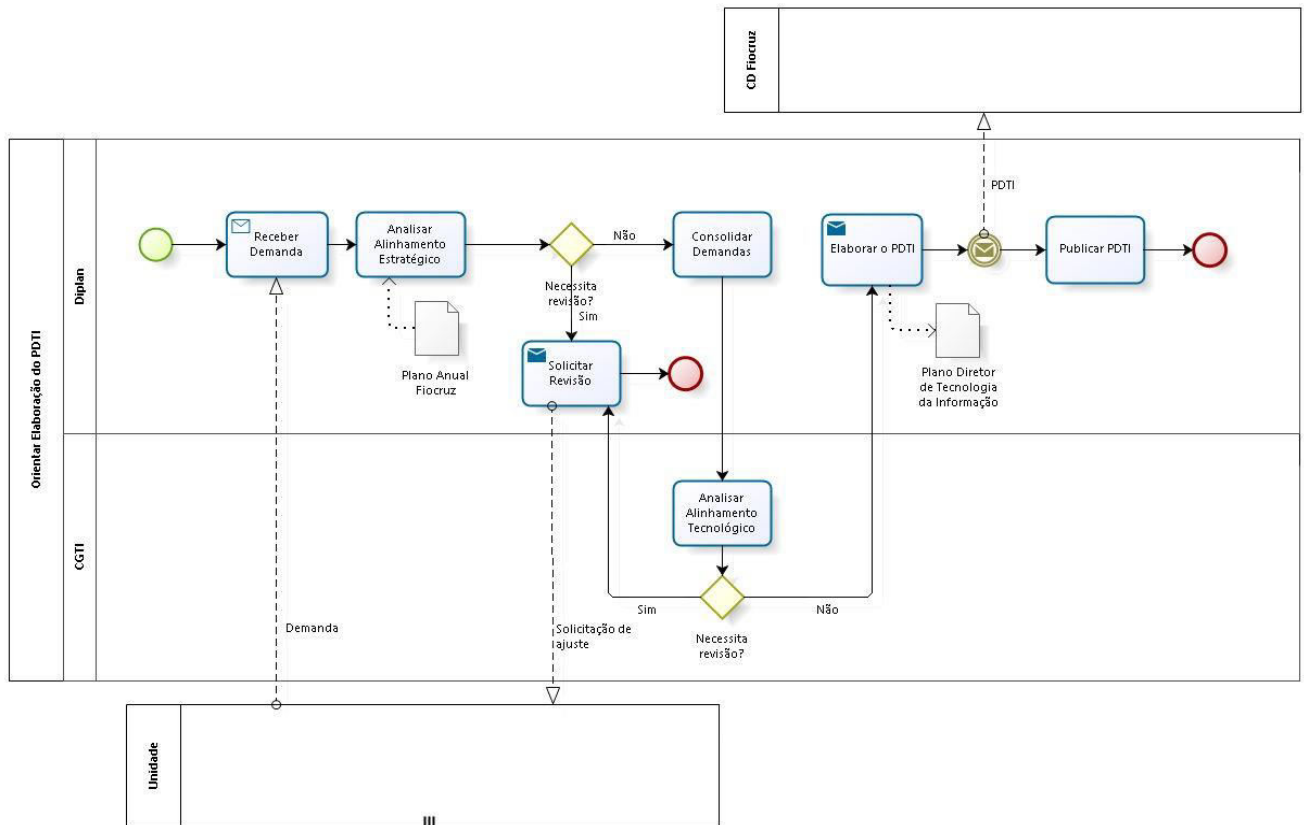 CD Fiocruz
PDTI
Orientar Elaboração do PDTI
Diplan
Receber
Demanda
Analisar
Alinhamento
Estratégico
Não
Necessita
revisão?
Sim
Consolidar
Demandas
Elaborar o PDTI
Publicar PDTI
Plano Anual
Fiocruz
Solicitar
Revisão
Plano Diretor
de Tecnologia
da Informação
CGTI
Analisar
Alinhamento
Tecnológico
Sim
Não
Necessita
revisão?
Demanda
Solicitação de
ajuste
Unidade